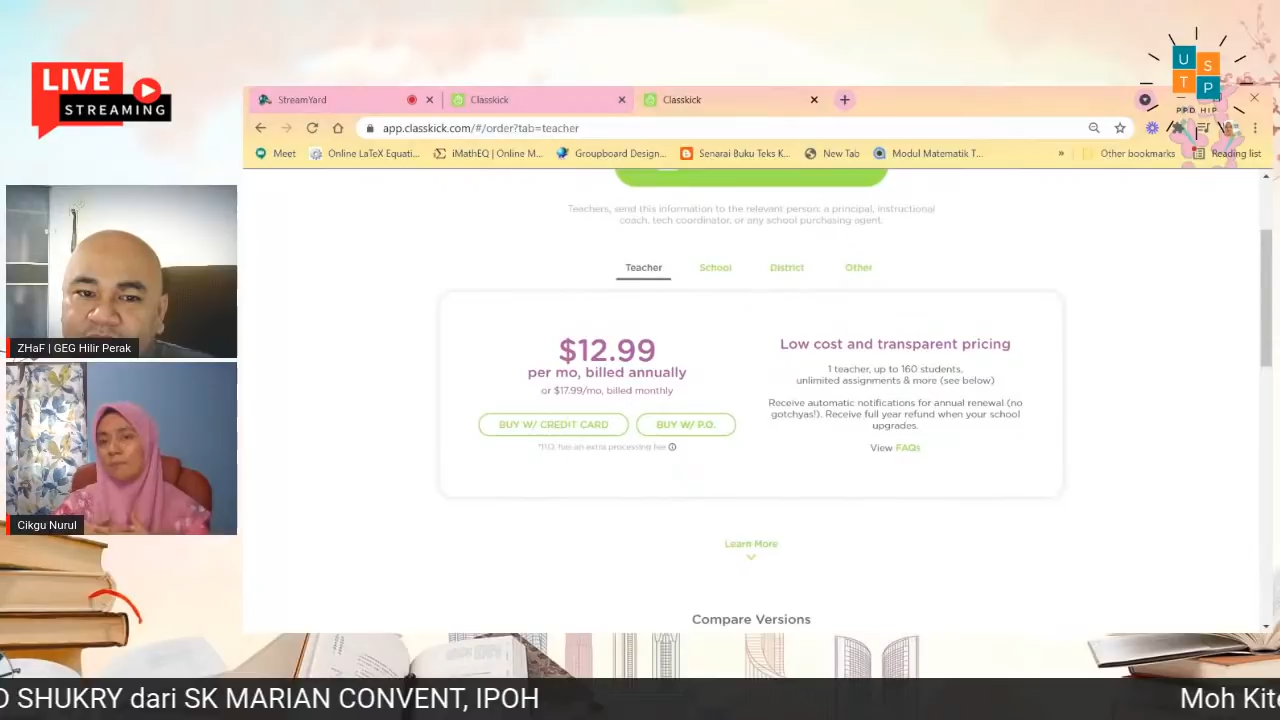 LIVE
STREAMING
U S
T P
PPD HIP
StreamYard
Classkick
Classkick
app.classkick.com/#/order?tab=teacher
Meet
Online LaTeX Equati...
iMathEQ | Online M...
Groupboard Design...
Senarai Buku Teks K...
New Tab
Modul Matematik T...
»
Other bookmarks
Reading list
Teachers, send this information to the relevant person: a principal, instructional
coach, tech coordinator, or any school purchasing agent.
Teacher
School
District
Other
$12.99
per mo, billed annually
or $17.99/mo, billed monthly
BUY W/ CREDIT CARD
BUY W/ P.O.
*P.O. has an extra processing fee
Low cost and transparent pricing
1 teacher, up to 160 students,
unlimited assignments & more (see below)
Receive automatic notifications for annual renewal (no
gotchyas!). Receive full year refund when your school
upgrades.
View FAQs
Learn More
Compare Versions
ZHaF | GEG Hilir Perak
Cikgu Nurul
SHUKRY dari SK MARIAN CONVENT, IPOH
Moh